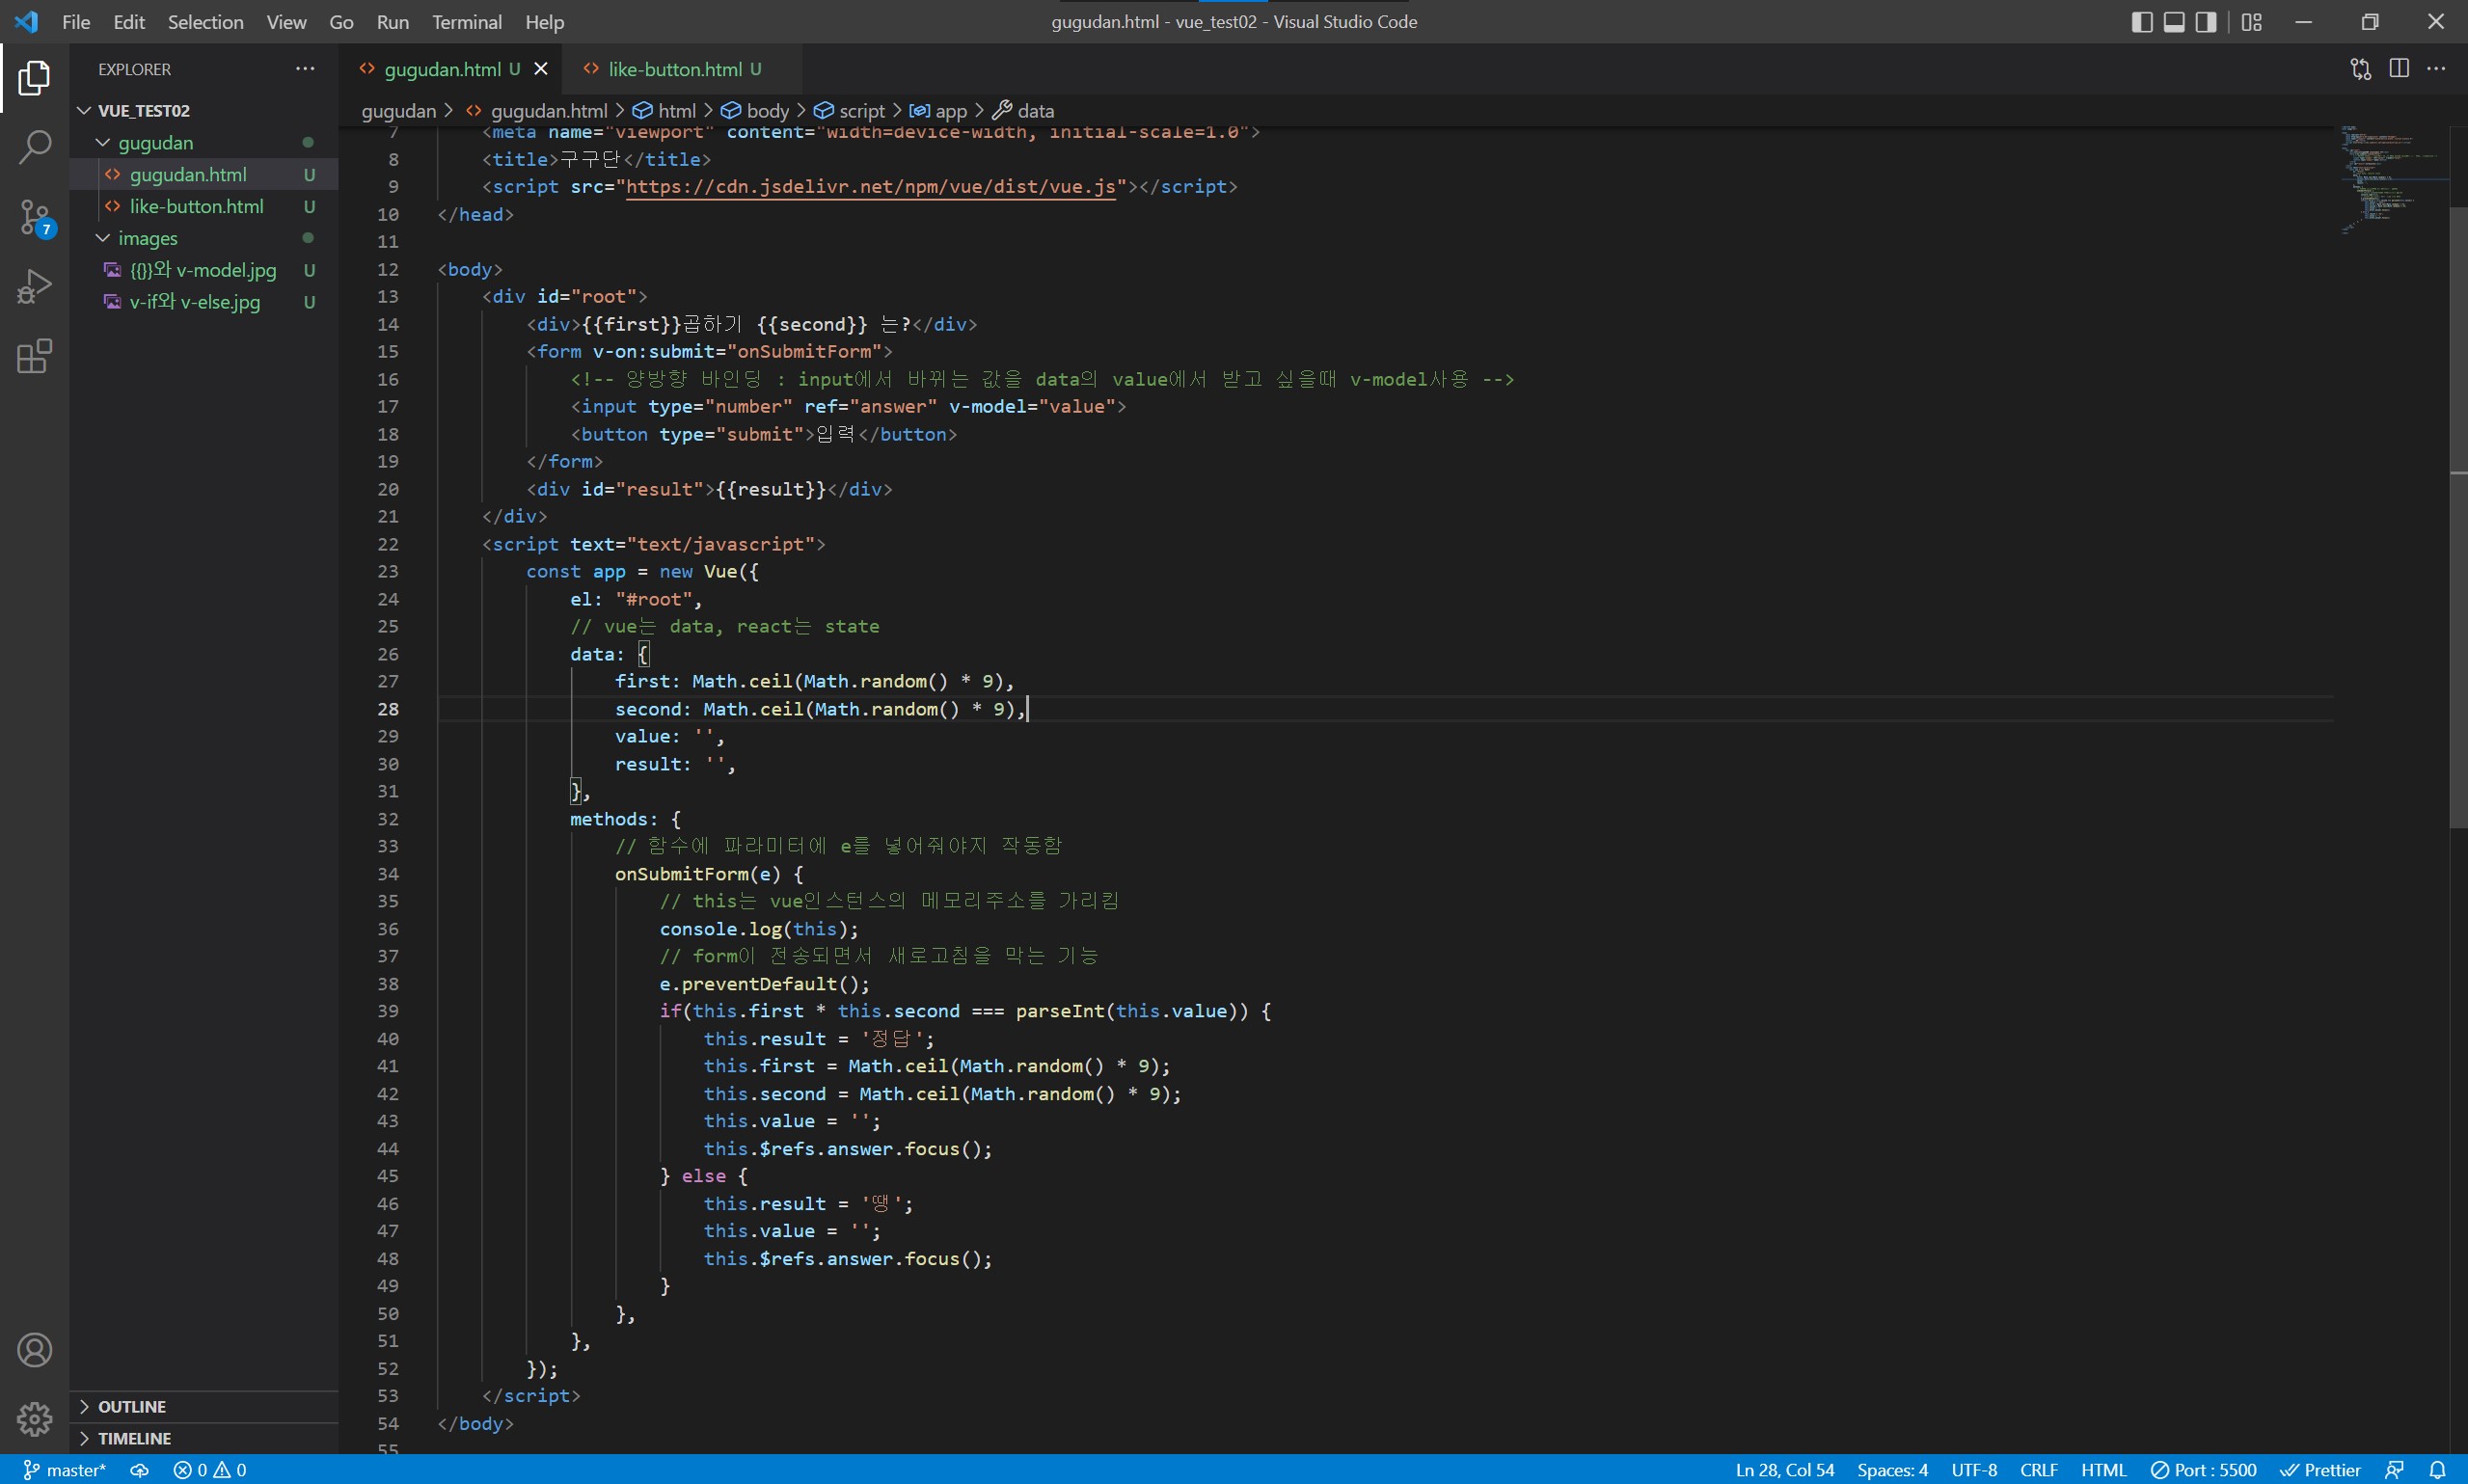 File Edit Selection View Go Run Terminal Help
gugudan.html - vue_test02 - Visual Studio Code
EXPLORER
VUE_TEST02
gugudan
gugudan.html U
like-button.html U
images
{{}}와 v-model.jpg U
v-if와 v-else.jpg U
OUTLINE
TIMELINE
7
gugudan.html U
like-button.html U
gugudan > gugudan.html > html > body > script > app > data
7 <meta name="viewport" content="width=device-width, initial-scale=1.0">
8 <title>구구단</title>
9 <script src="https://cdn.jsdelivr.net/npm/vue/dist/vue.js"></script>
10 </head>
11
12 <body>
13 <div id="root">
14 <div>{{first}}곱하기 {{second}} 는?</div>
15 <form v-on:submit="onSubmitForm">
16 <!-- 양방향 바인딩 : input에서 바뀌는 값을 data의 value에서 받고 싶을때 v-model사용 -->
17 <input type="number" ref="answer" v-model="value">
18 <button type="submit">입력</button>
19 </form>
20 <div id="result">{{result}}</div>
21 </div>
22 <script text="text/javascript">
23 const app = new Vue({
24 el: "#root",
25 // vue는 data, react는 state
26 data: {
27 first: Math.ceil(Math.random() * 9),
28 second: Math.ceil(Math.random() * 9),
29 value: '',
30 result: '',
31 },
32 methods: {
33 // 함수에 파라미터에 e를 넣어줘야지 작동함
34 onSubmitForm(e) {
35 // this는 vue인스턴스의 메모리주소를 가리킴
36 console.log(this);
37 // form이 전송되면서 새로고침을 막는 기능
38 e.preventDefault();
39 if(this.first * this.second === parseInt(this.value)) {
40 this.result = '정답';
41 this.first = Math.ceil(Math.random() * 9);
42 this.second = Math.ceil(Math.random() * 9);
43 this.value = '';
44 this.$refs.answer.focus();
45 } else {
46 this.result = '땡';
47 this.value = '';
48 this.$refs.answer.focus();
49 }
50 },
51 },
52 });
53 </script>
54 </body>
55
master* 0 0 Ln 28, Col 54 Spaces: 4 UTF-8 CRLF HTML Port : 5500 Prettier